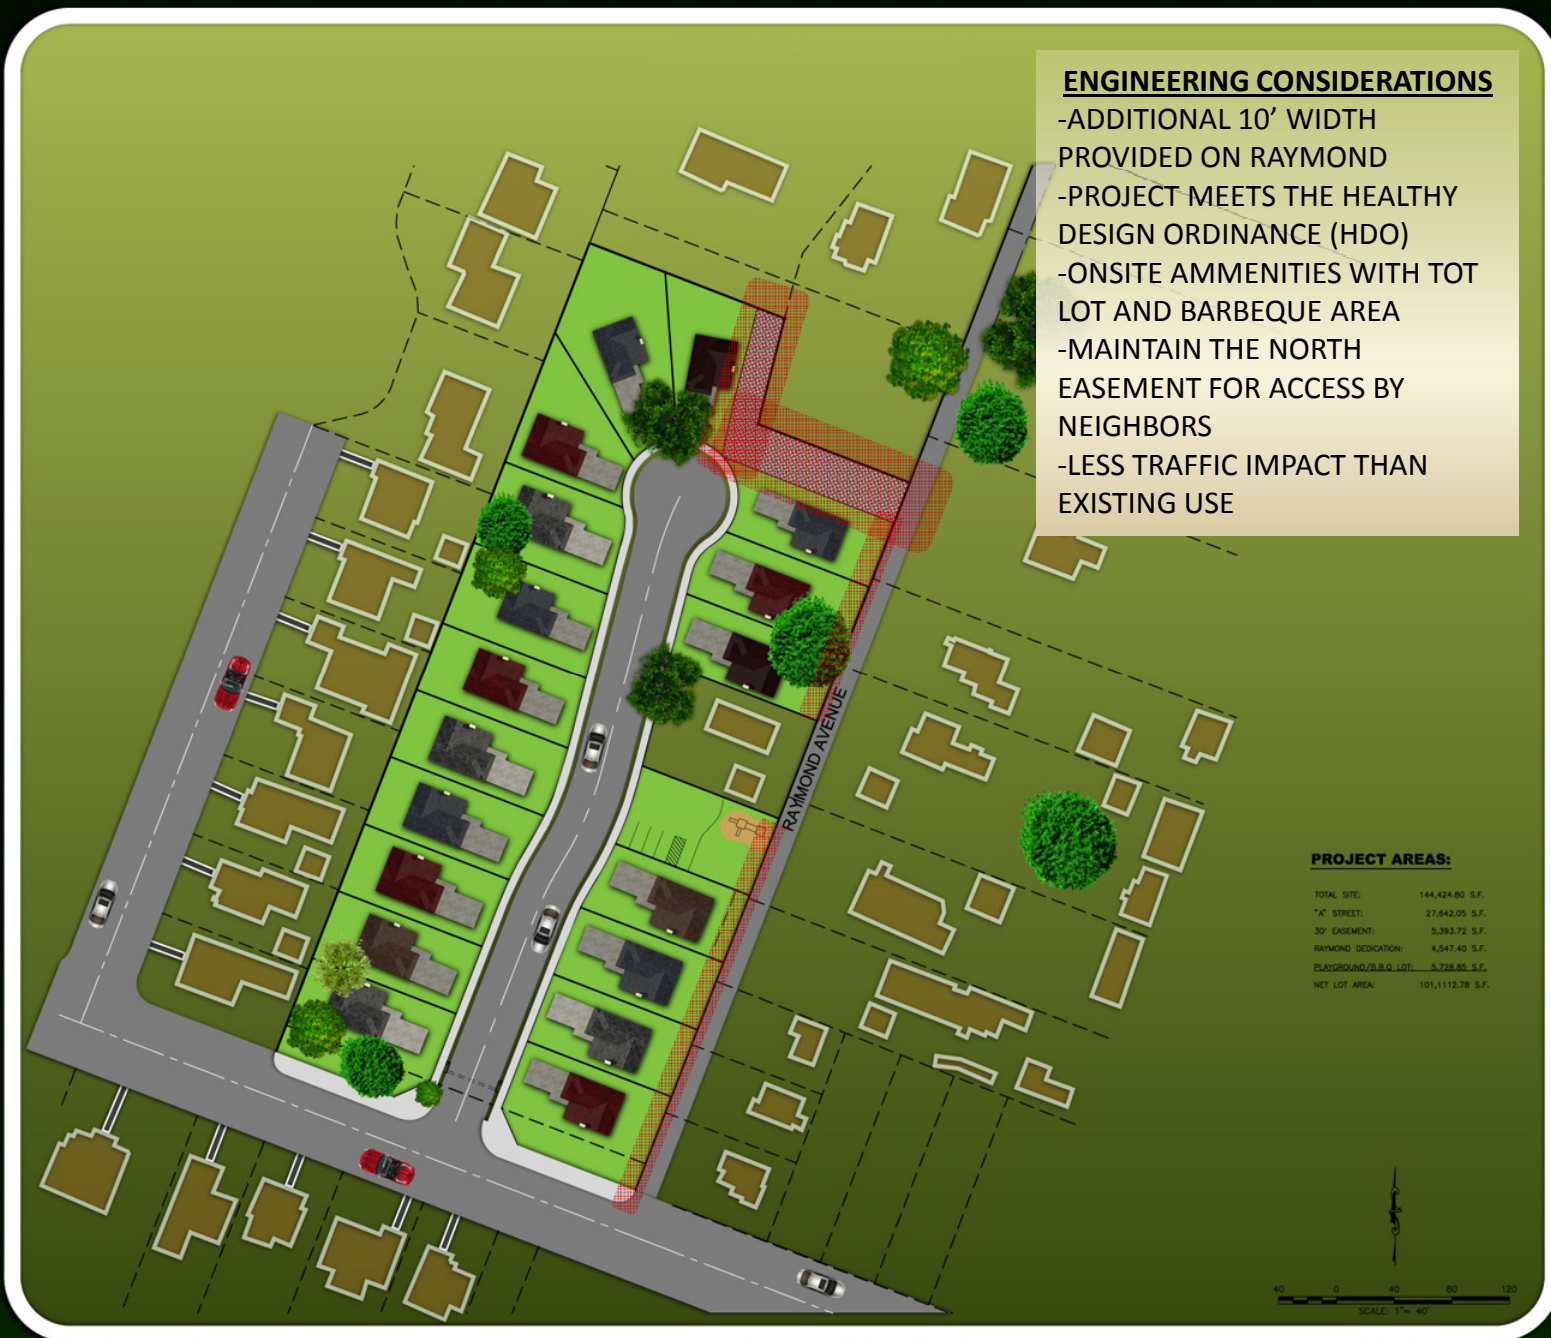 ENGINEERING CONSIDERATIONS
-ADDITIONAL 10’ WIDTH
PROVIDED ON RAYMOND
-PROJECT MEETS THE HEALTHY
DESIGN ORDINANCE (HDO)
-ONSITE AMMENITIES WITH TOT
LOT AND BARBEQUE AREA
-MAINTAIN THE NORTH
EASEMENT FOR ACCESS BY
NEIGHBORS
-LESS TRAFFIC IMPACT THAN
EXISTING USE
RAYMOND AVENUE
PROJECT AREAS:
TOTAL SITE: 144,424.80 S.F.
"A" STREET: 27,642.05 S.F.
30' EASEMENT: 5,393.72 S.F.
RAYMOND DEDICATION: 4,547.40 S.F.
PLAYGROUND/B.B.Q LOT: 5,728.85 S.F.
NET LOT AREA: 101,1112.78 S.F.
40 0 40 80 120
SCALE: 1"= 40'